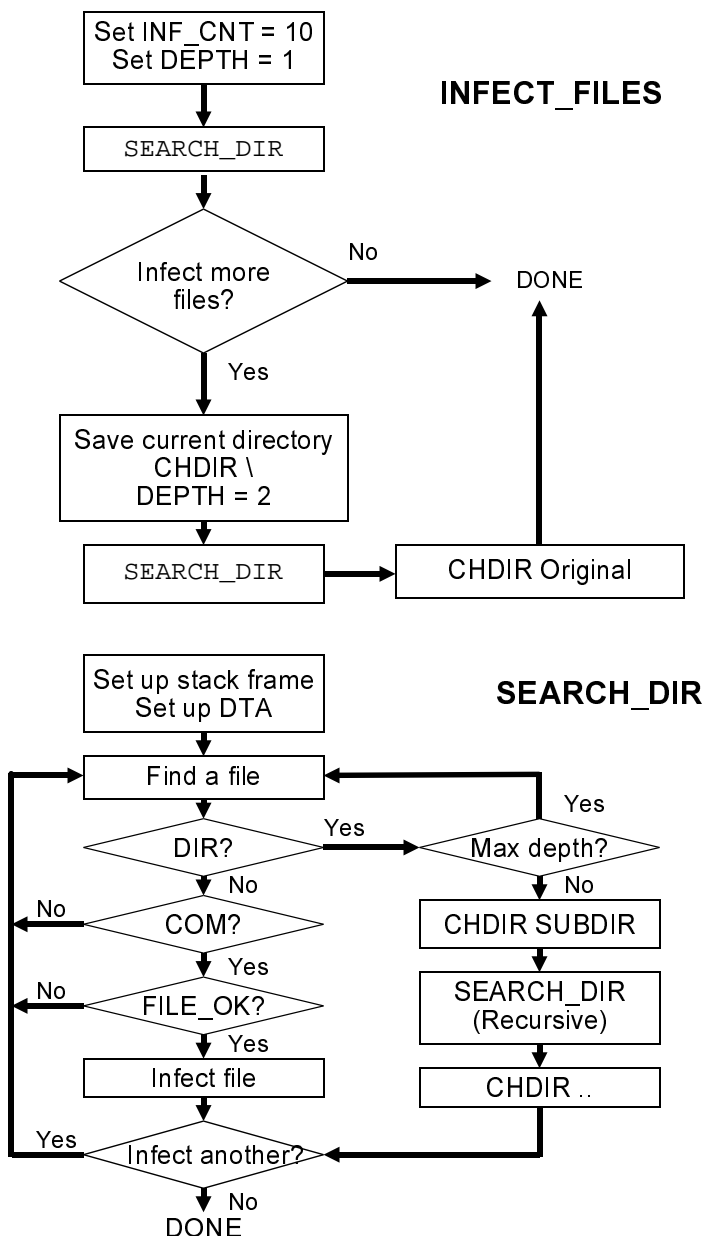 Set INF_CNT = 10
Set DEPTH = 1
INFECT_FILES
SEARCH_DIR
Infect more
files?
No
DONE
Yes
Save current directory
CHDIR \
DEPTH = 2
SEARCH_DIR
CHDIR Original
Set up stack frame
Set up DTA
SEARCH_DIR
Find a file
Yes
DIR?
Yes
Max depth?
No
No
No
COM?
CHDIR SUBDIR
Yes
No
FILE_OK?
SEARCH_DIR
(Recursive)
Yes
Infect file
CHDIR ..
Yes
Infect another?
No
DONE